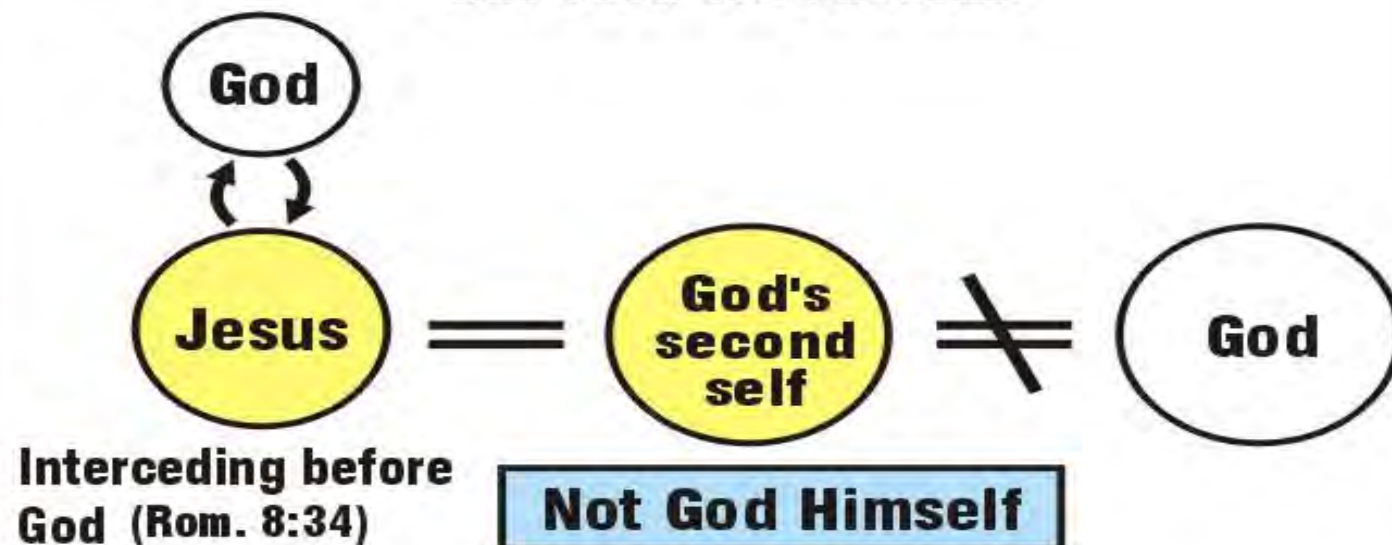 God
Jesus
God's
second
self
God
Interceding before
God (Rom. 8:34)
Not God Himself